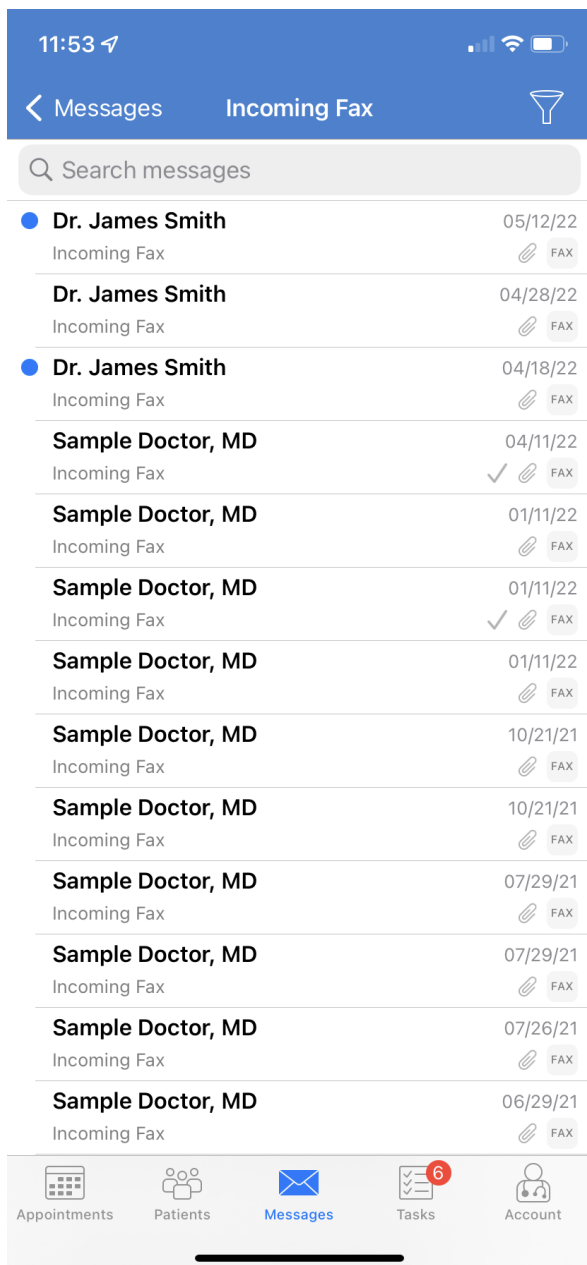 11:53
Messages Incoming Fax
Search messages
Dr. James Smith 05/12/22
Incoming Fax FAX
Dr. James Smith 04/28/22
Incoming Fax FAX
Dr. James Smith 04/18/22
Incoming Fax FAX
Sample Doctor, MD 04/11/22
Incoming Fax FAX
Sample Doctor, MD 01/11/22
Incoming Fax FAX
Sample Doctor, MD 01/11/22
Incoming Fax FAX
Sample Doctor, MD 01/11/22
Incoming Fax FAX
Sample Doctor, MD 10/21/21
Incoming Fax FAX
Sample Doctor, MD 10/21/21
Incoming Fax FAX
Sample Doctor, MD 07/29/21
Incoming Fax FAX
Sample Doctor, MD 07/29/21
Incoming Fax FAX
Sample Doctor, MD 07/26/21
Incoming Fax FAX
Sample Doctor, MD 06/29/21
Incoming Fax FAX
6
Appointments Patients Messages Tasks Account